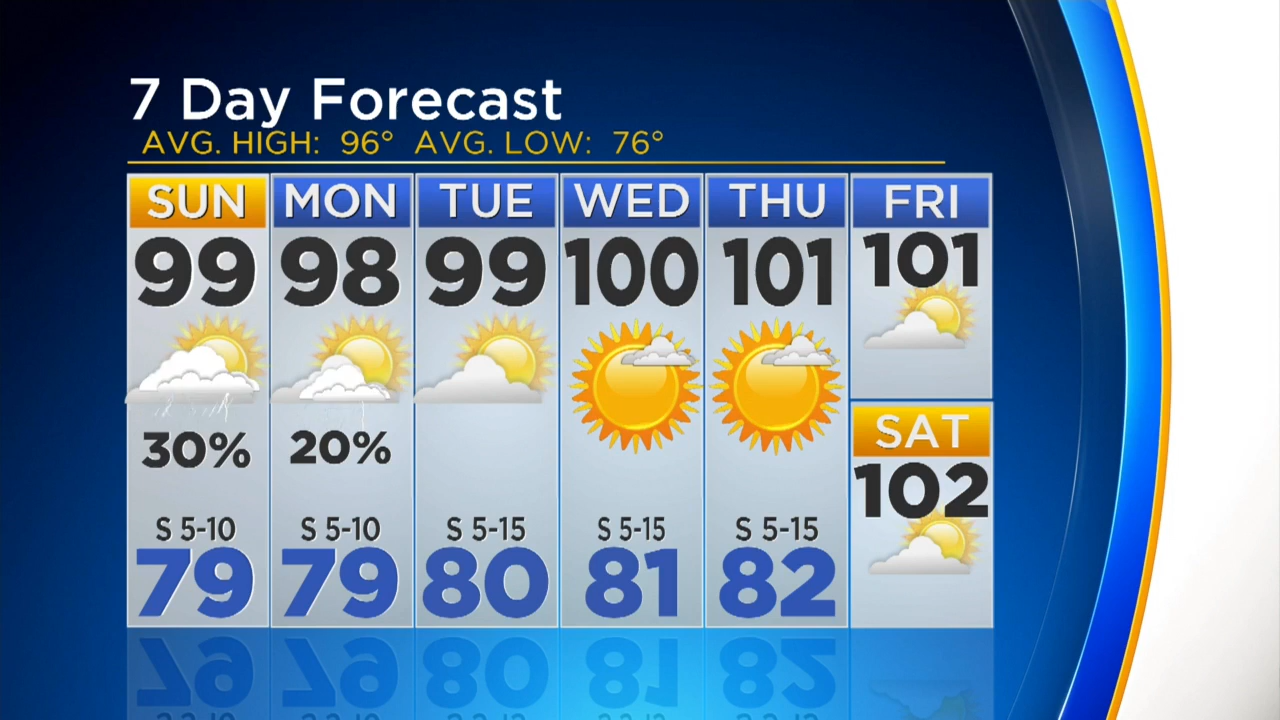 7 Day Forecast
AVG. HIGH: 96° AVG. LOW: 76°
SUN MON TUE WED THU FRI
99 98 99 100 101 101
30% 20%
SAT
102
S 5-10 S 5-10 S 5-15 S 5-15 S 5-15
79 79 80 81 82